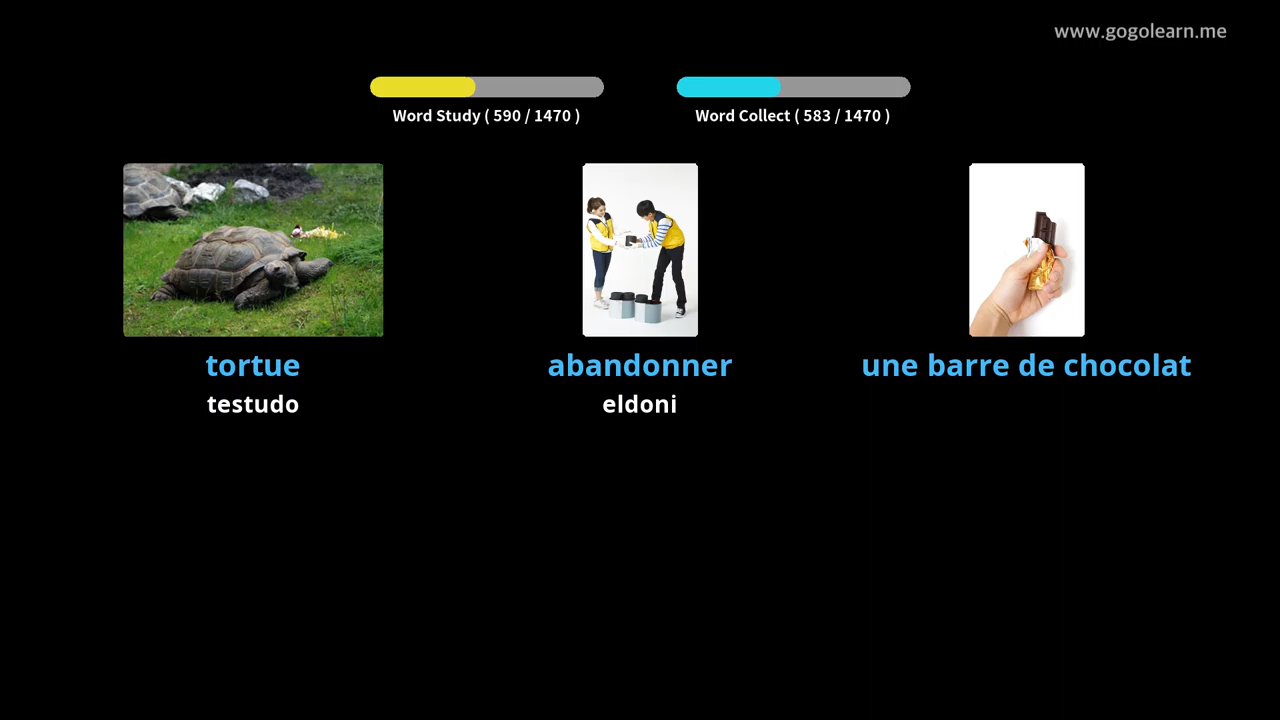 www.gogolearn.me
Word Study ( 590 / 1470 )
Word Collect ( 583 / 1470 )
tortue
testudo
abandonner
eldoni
une barre de chocolat